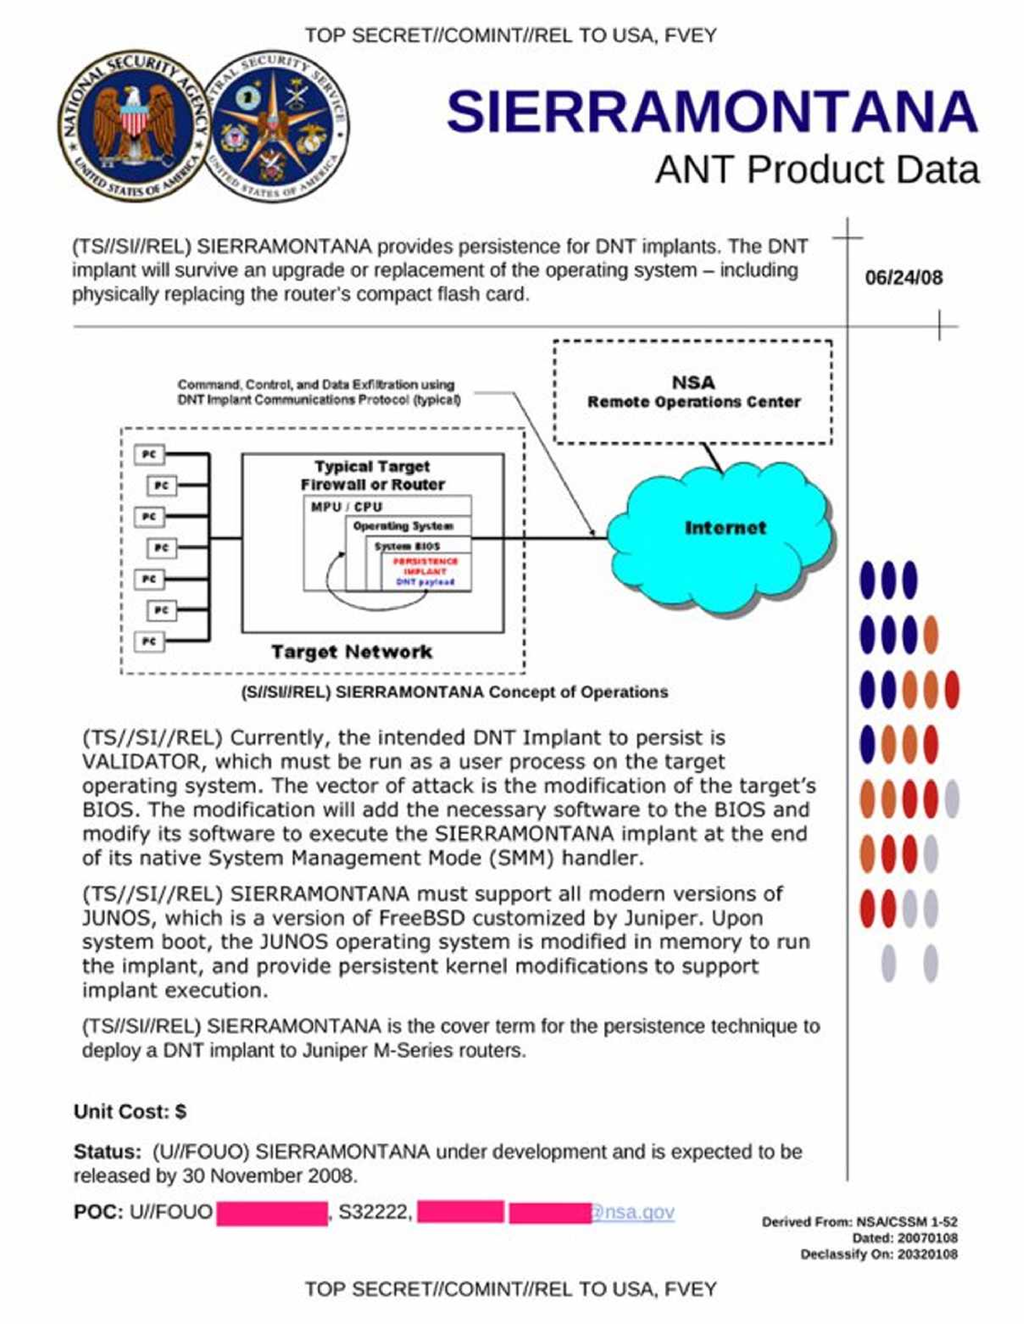 TOP SECRET//COMINT//REL TO USA, FVEY
NATIONAL SECURITY AGENCY
UNITED STATES OF AMERICA
TRAL SECURITY SERVICE
UNITED STATES OF AMERICA
SIERRAMONTANA
ANT Product Data
(TS//SI//REL) SIERRAMONTANA provides persistence for DNT implants. The DNT
implant will survive an upgrade or replacement of the operating system – including
physically replacing the router's compact flash card.
06/24/08
Command, Control, and Data Exfiltration using
DNT Implant Communications Protocol (typical)
NSA
Remote Operations Center
PC
PC
PC
PC
PC
PC
PC
Typical Target
Firewall or Router
MPU / CPU
Operating System
System BIOS
PERSISTENCE
IMPLANT
DNT payload
Internet
Target Network
(S//SI//REL) SIERRAMONTANA Concept of Operations
(TS//SI//REL) Currently, the intended DNT Implant to persist is
VALIDATOR, which must be run as a user process on the target
operating system. The vector of attack is the modification of the target's
BIOS. The modification will add the necessary software to the BIOS and
modify its software to execute the SIERRAMONTANA implant at the end
of its native System Management Mode (SMM) handler.
(TS//SI//REL) SIERRAMONTANA must support all modern versions of
JUNOS, which is a version of FreeBSD customized by Juniper. Upon
system boot, the JUNOS operating system is modified in memory to run
the implant, and provide persistent kernel modifications to support
implant execution.
(TS//SI//REL) SIERRAMONTANA is the cover term for the persistence technique to
deploy a DNT implant to Juniper M-Series routers.
Unit Cost: $
Status: (U//FOUO) SIERRAMONTANA under development and is expected to be
released by 30 November 2008.
POC: U//FOUO , S32222, @nsa.gov
Derived From: NSA/CSSM 1-52
Dated: 20070108
Declassify On: 20320108
TOP SECRET//COMINT//REL TO USA, FVEY